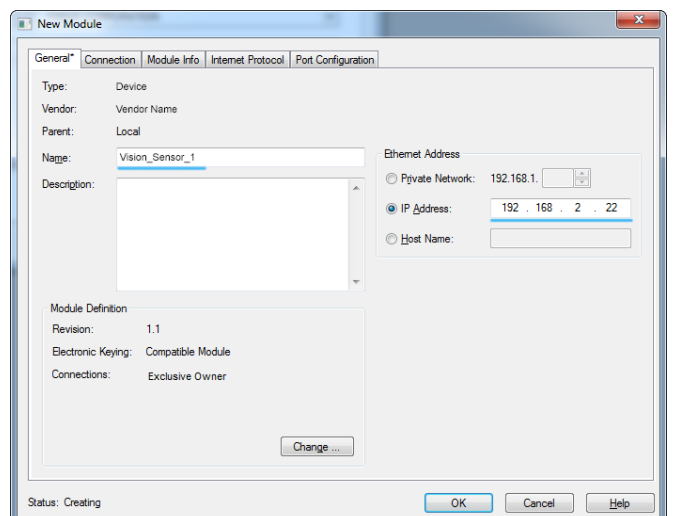 New Module
General* Connection Module Info Internet Protocol Port Configuration
Type: Device
Vendor: Vendor Name
Parent: Local
Name: Vision_Sensor_1
Description:
Ethernet Address
Private Network: 192.168.1.
IP Address: 192 . 168 . 2 . 22
Host Name:
Module Definition
Revision: 1.1
Electronic Keying: Compatible Module
Connections: Exclusive Owner
Change ...
Status: Creating
OK Cancel Help